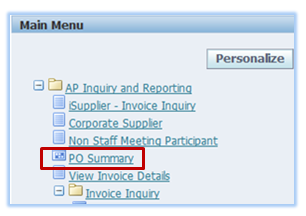 Main Menu
Personalize
AP Inquiry and Reporting
iSupplier - Invoice Inquiry
Corporate Supplier
Non Staff Meeting Participant
PO Summary
View Invoice Details
Invoice Inquiry